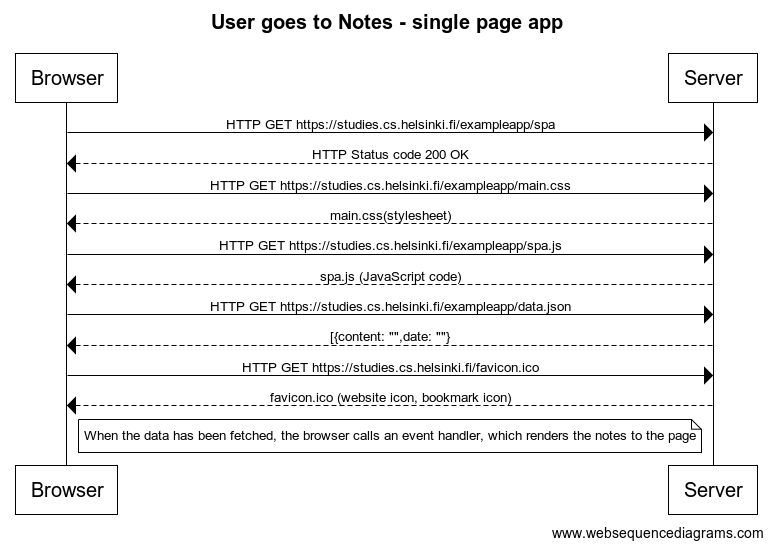 User goes to Notes - single page app
Browser
Server
HTTP GET https://studies.cs.helsinki.fi/exampleapp/spa
HTTP Status code 200 OK
HTTP GET https://studies.cs.helsinki.fi/exampleapp/main.css
main.css(stylesheet)
HTTP GET https://studies.cs.helsinki.fi/exampleapp/spa.js
spa.js (JavaScript code)
HTTP GET https://studies.cs.helsinki.fi/exampleapp/data.json
[{content: "",date: ""}
HTTP GET https://studies.cs.helsinki.fi/favicon.ico
favicon.ico (website icon, bookmark icon)
When the data has been fetched, the browser calls an event handler, which renders the notes to the page
Browser
Server
www.websequencediagrams.com